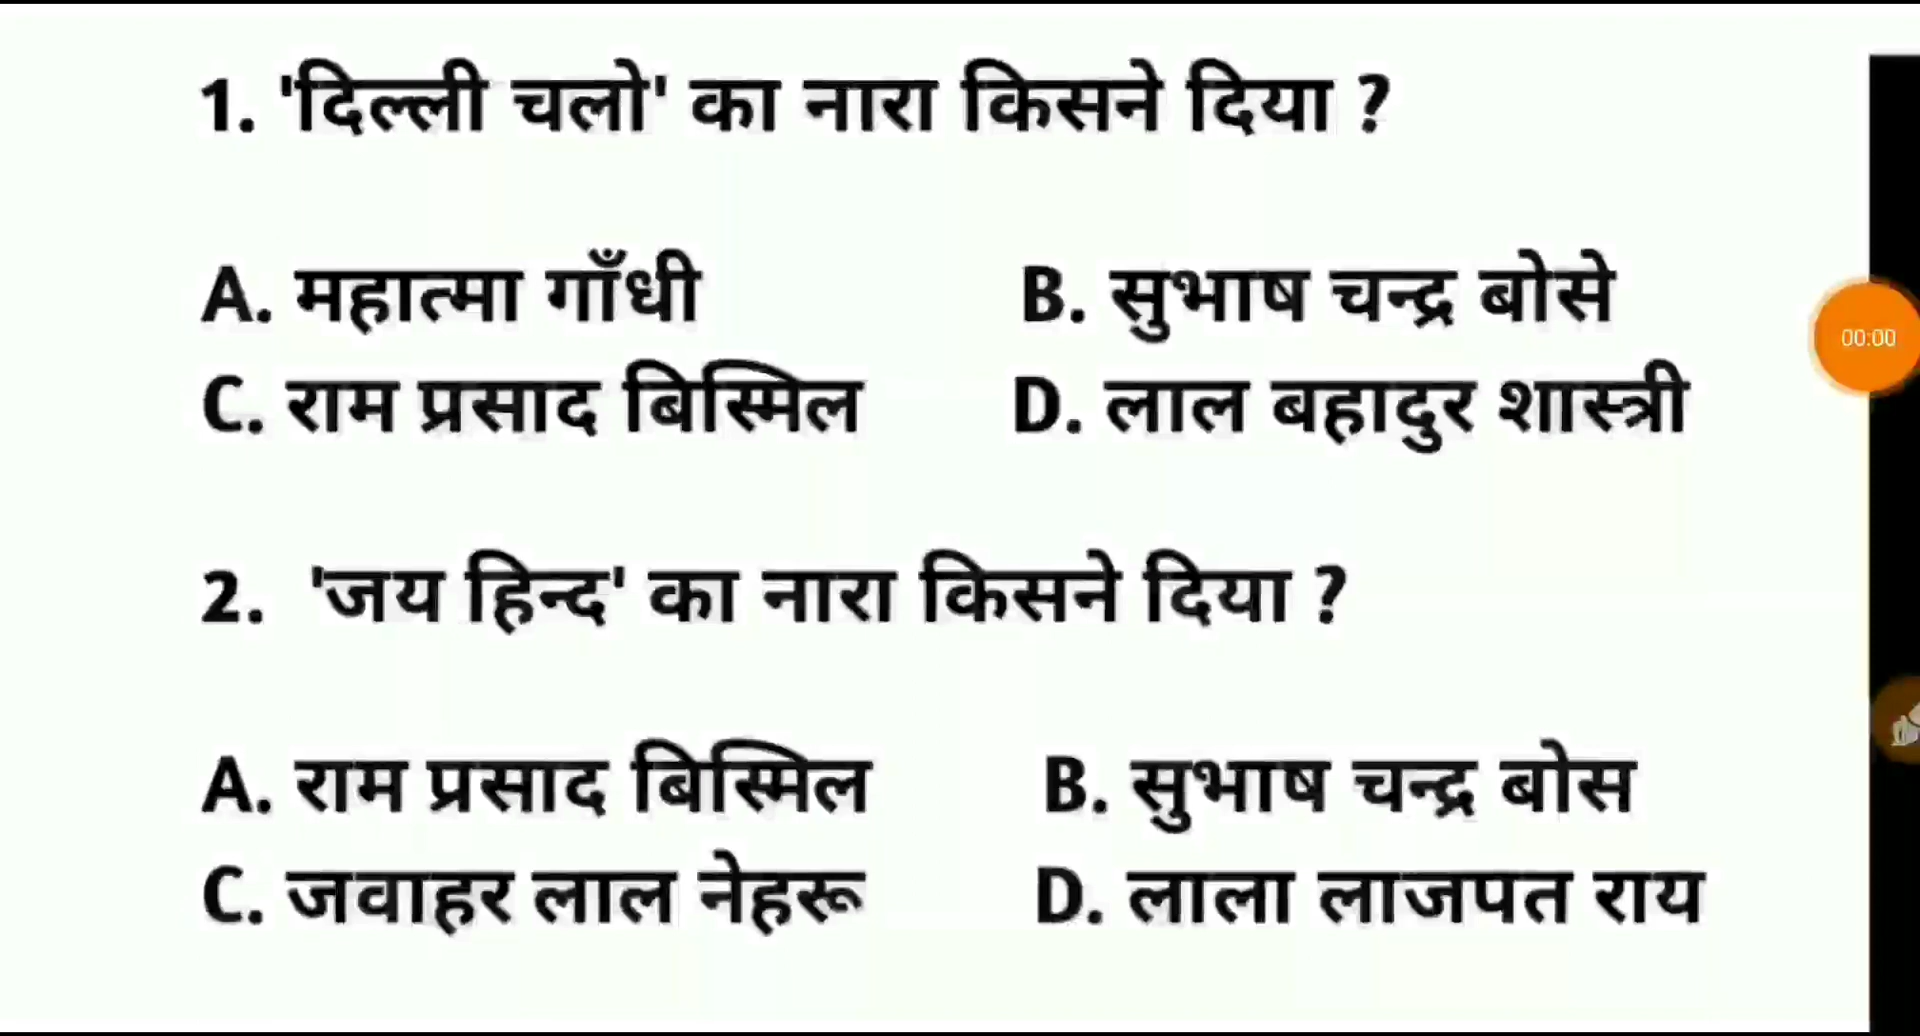 1. 'दिल्ली चलो' का नारा किसने दिया ?
A. महात्मा गाँधी B. सुभाष चन्द्र बोसे
C. राम प्रसाद बिस्मिल D. लाल बहादुर शास्त्री
00:00
2. 'जय हिन्द' का नारा किसने दिया ?
A. राम प्रसाद बिस्मिल B. सुभाष चन्द्र बोस
C. जवाहर लाल नेहरू D. लाला लाजपत राय